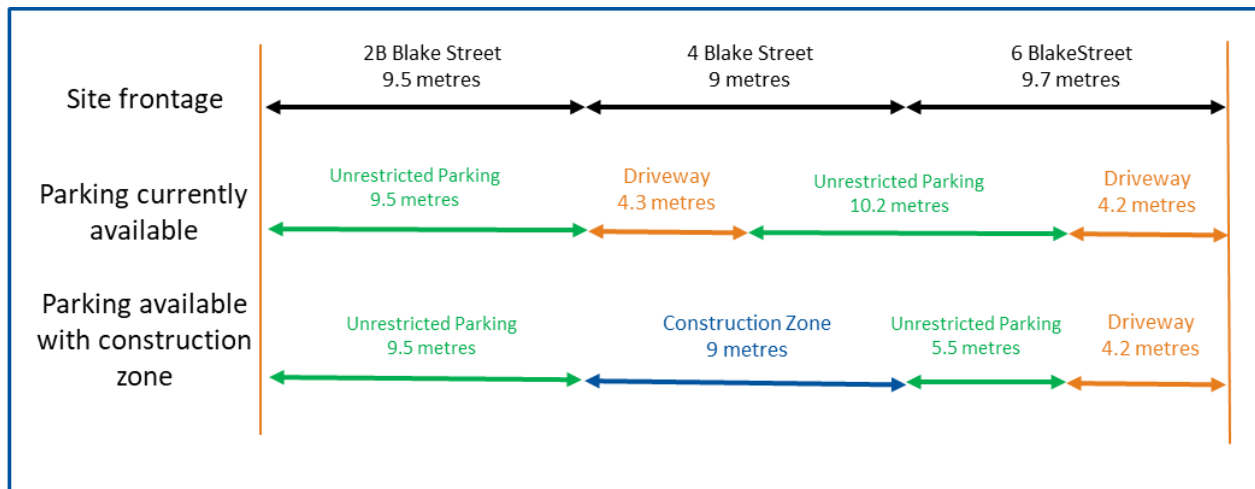 2B Blake Street
9.5 metres
4 Blake Street
9 metres
6 BlakeStreet
9.7 metres
Site frontage
Unrestricted Parking
9.5 metres
Driveway
4.3 metres
Unrestricted Parking
10.2 metres
Driveway
4.2 metres
Parking currently
available
Parking available
with construction
zone
Unrestricted Parking
9.5 metres
Construction Zone
9 metres
Unrestricted Parking
5.5 metres
Driveway
4.2 metres